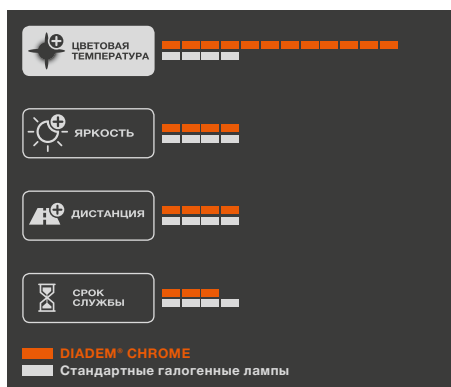 ЦВЕТОВАЯ
ТЕМПЕРАТУРА
ЯРКОСТЬ
ДИСТАНЦИЯ
СРОК
СЛУЖБЫ
DIADEM® CHROME
Стандартные галогенные лампы